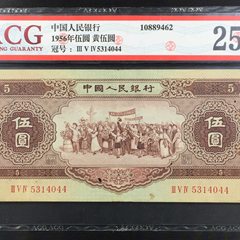 ACG
GUARANTY
中国人民银行
1956年伍圆 黄伍圆
冠号：Ⅲ Ⅴ Ⅳ 5314044
10889462
25
5 中國人民銀行 5
伍圓 伍圓
Ⅲ Ⅴ Ⅳ 5314044